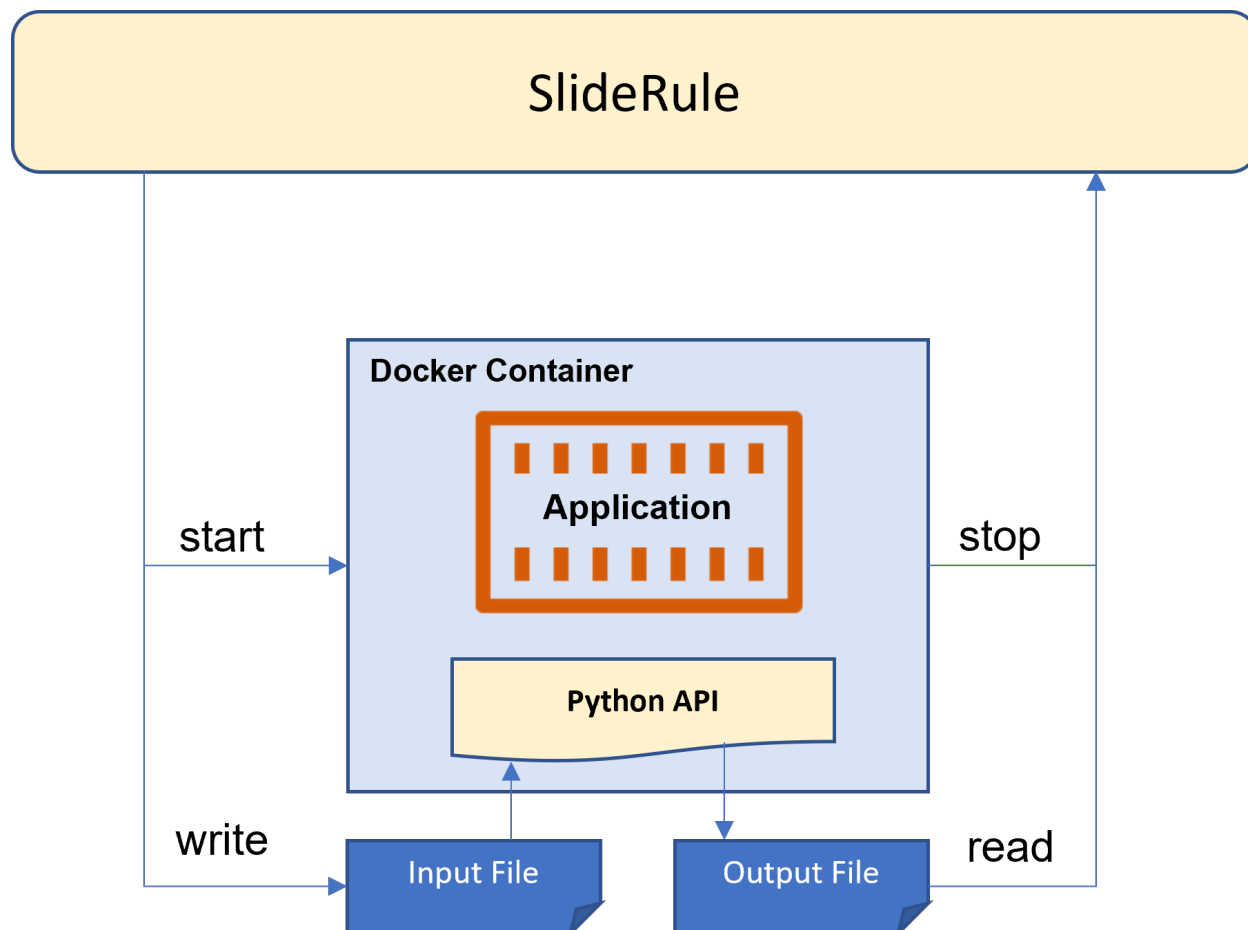 SlideRule
Docker Container
Application
start
stop
Python API
write
Input File
Output File
read